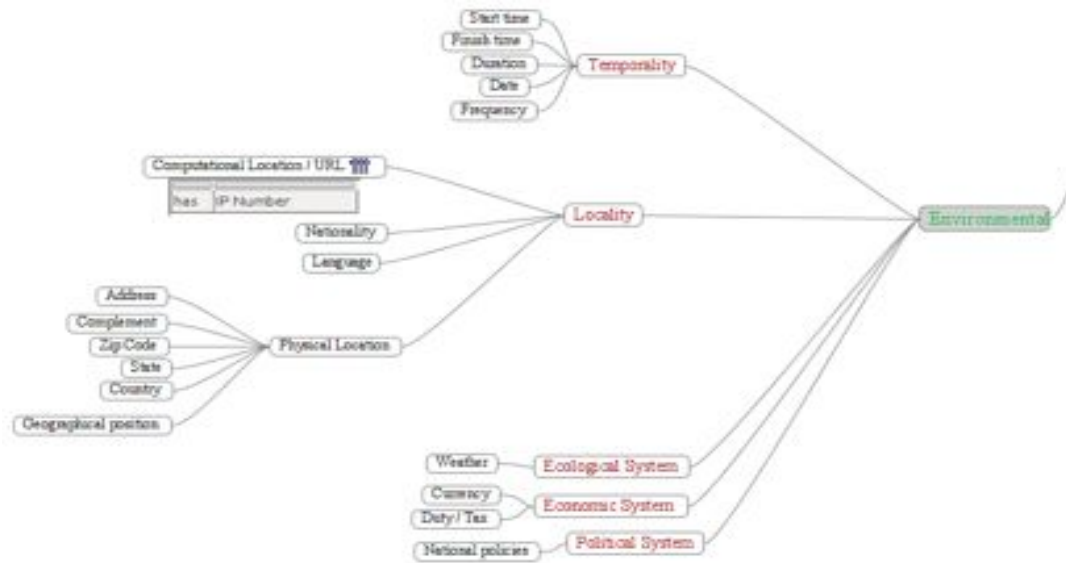 Start time
Finish time
Duration
Date
Frequency
Temporality
Computational Location / URL
has IP Number
Nationality
Language
Locality
Address
Complement
Zip Code
State
Country
Geographical position
Physical Location
Environmental
Weather
Ecological System
Currency
Duty / Tax
Economic System
National policies
Political System